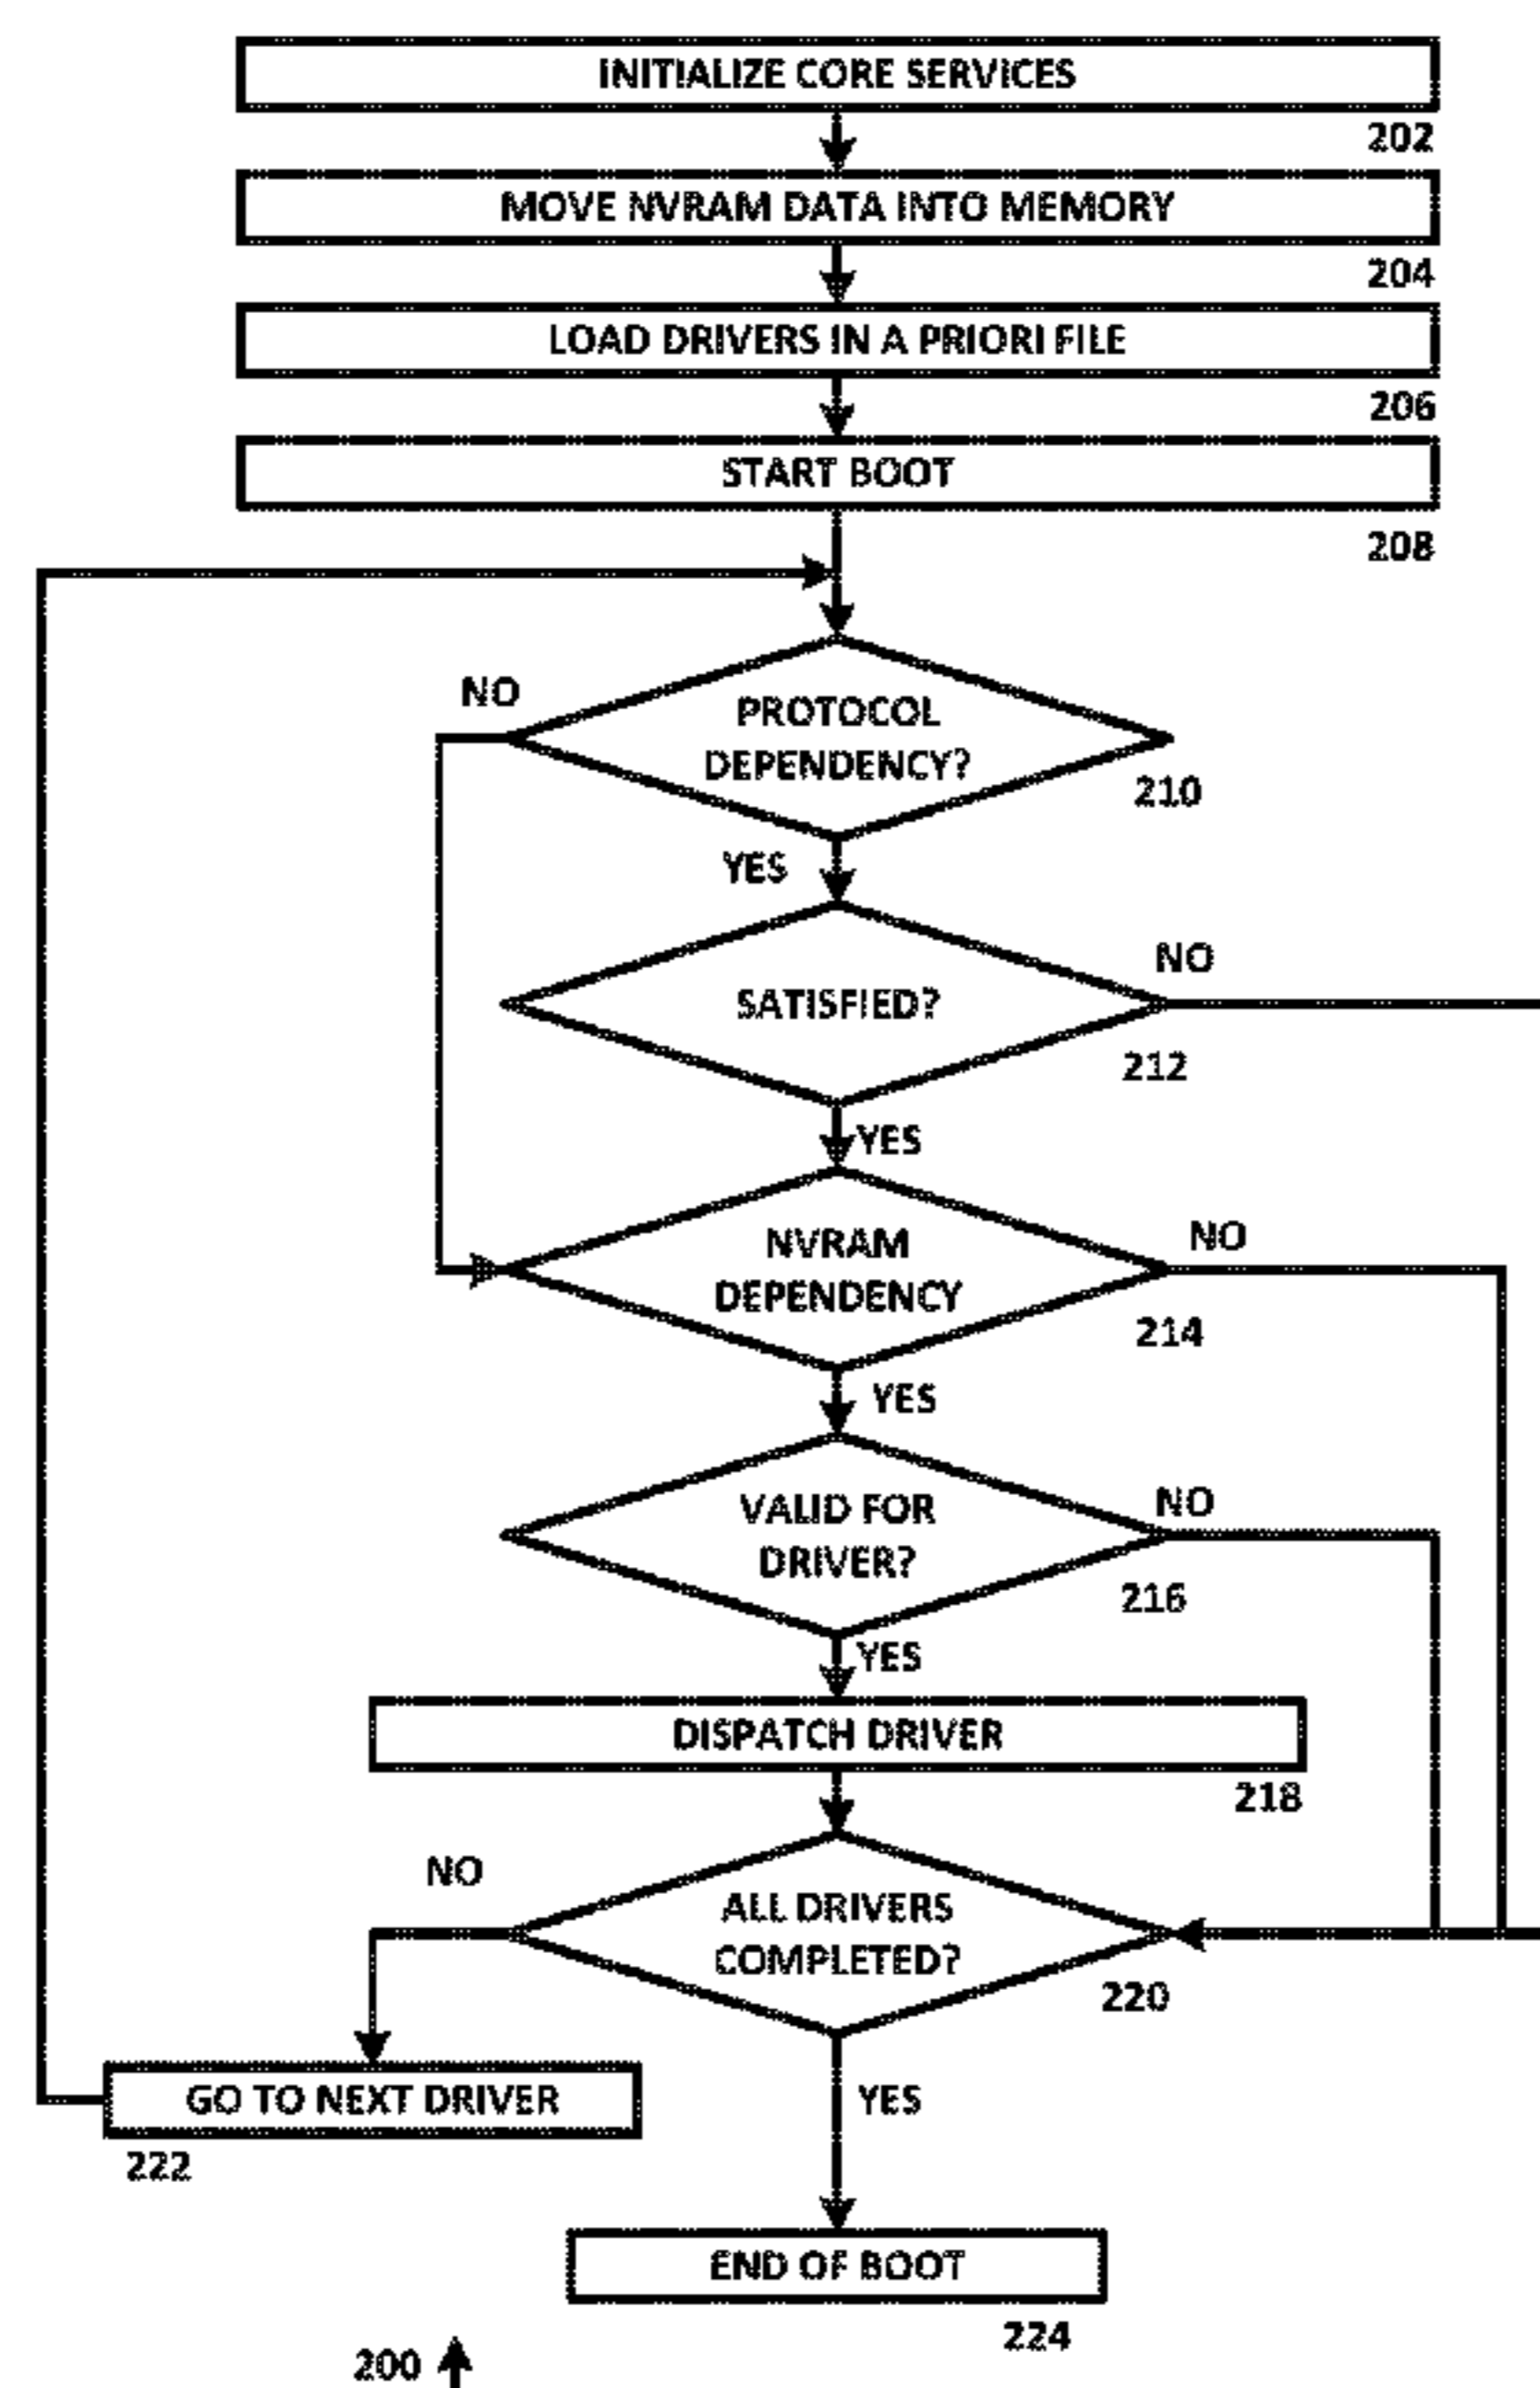 INITIALIZE CORE SERVICES
202
MOVE NVRAM DATA INTO MEMORY
204
LOAD DRIVERS IN A PRIORI FILE
206
START BOOT
208
NO
PROTOCOL
DEPENDENCY?
210
YES
NO
SATISFIED?
212
YES
NO
NVRAM
DEPENDENCY
214
YES
NO
VALID FOR
DRIVER?
216
YES
DISPATCH DRIVER
218
NO
ALL DRIVERS
COMPLETED?
220
GO TO NEXT DRIVER
YES
222
END OF BOOT
224
200